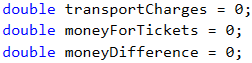 double transportCharges = 0;
double moneyForTickets = 0;
double moneyDifference = 0;